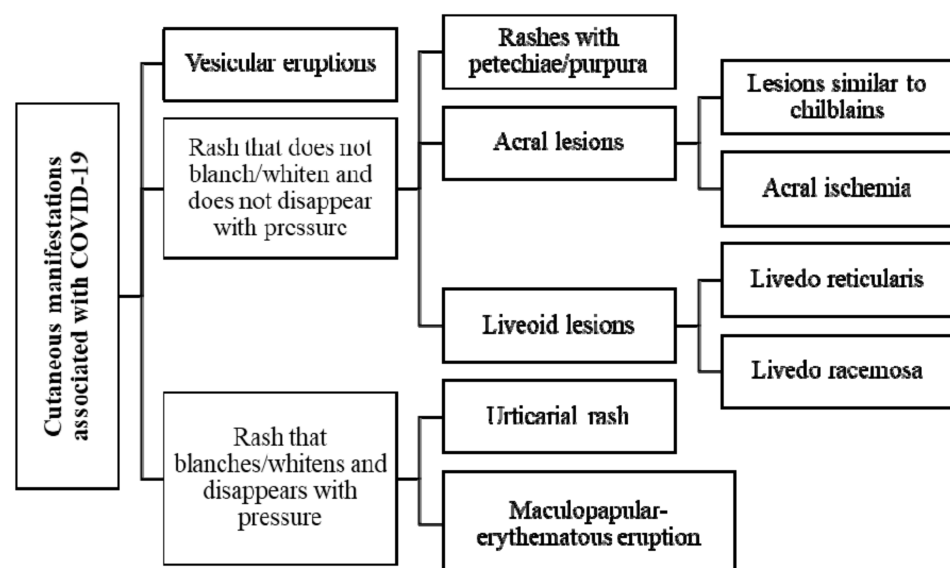 Cutaneous manifestations
associated with COVID-19
Vesicular eruptions
Rash that does not
blanch/whiten and
does not disappear
with pressure
Rashes with
petechiae/purpura
Acral lesions
Lesions similar to
chilblains
Acral ischemia
Liveoid lesions
Livedo reticularis
Livedo racemosa
Rash that
blanches/whitens and
disappears with
pressure
Urticarial rash
Maculopapular-
erythematous eruption